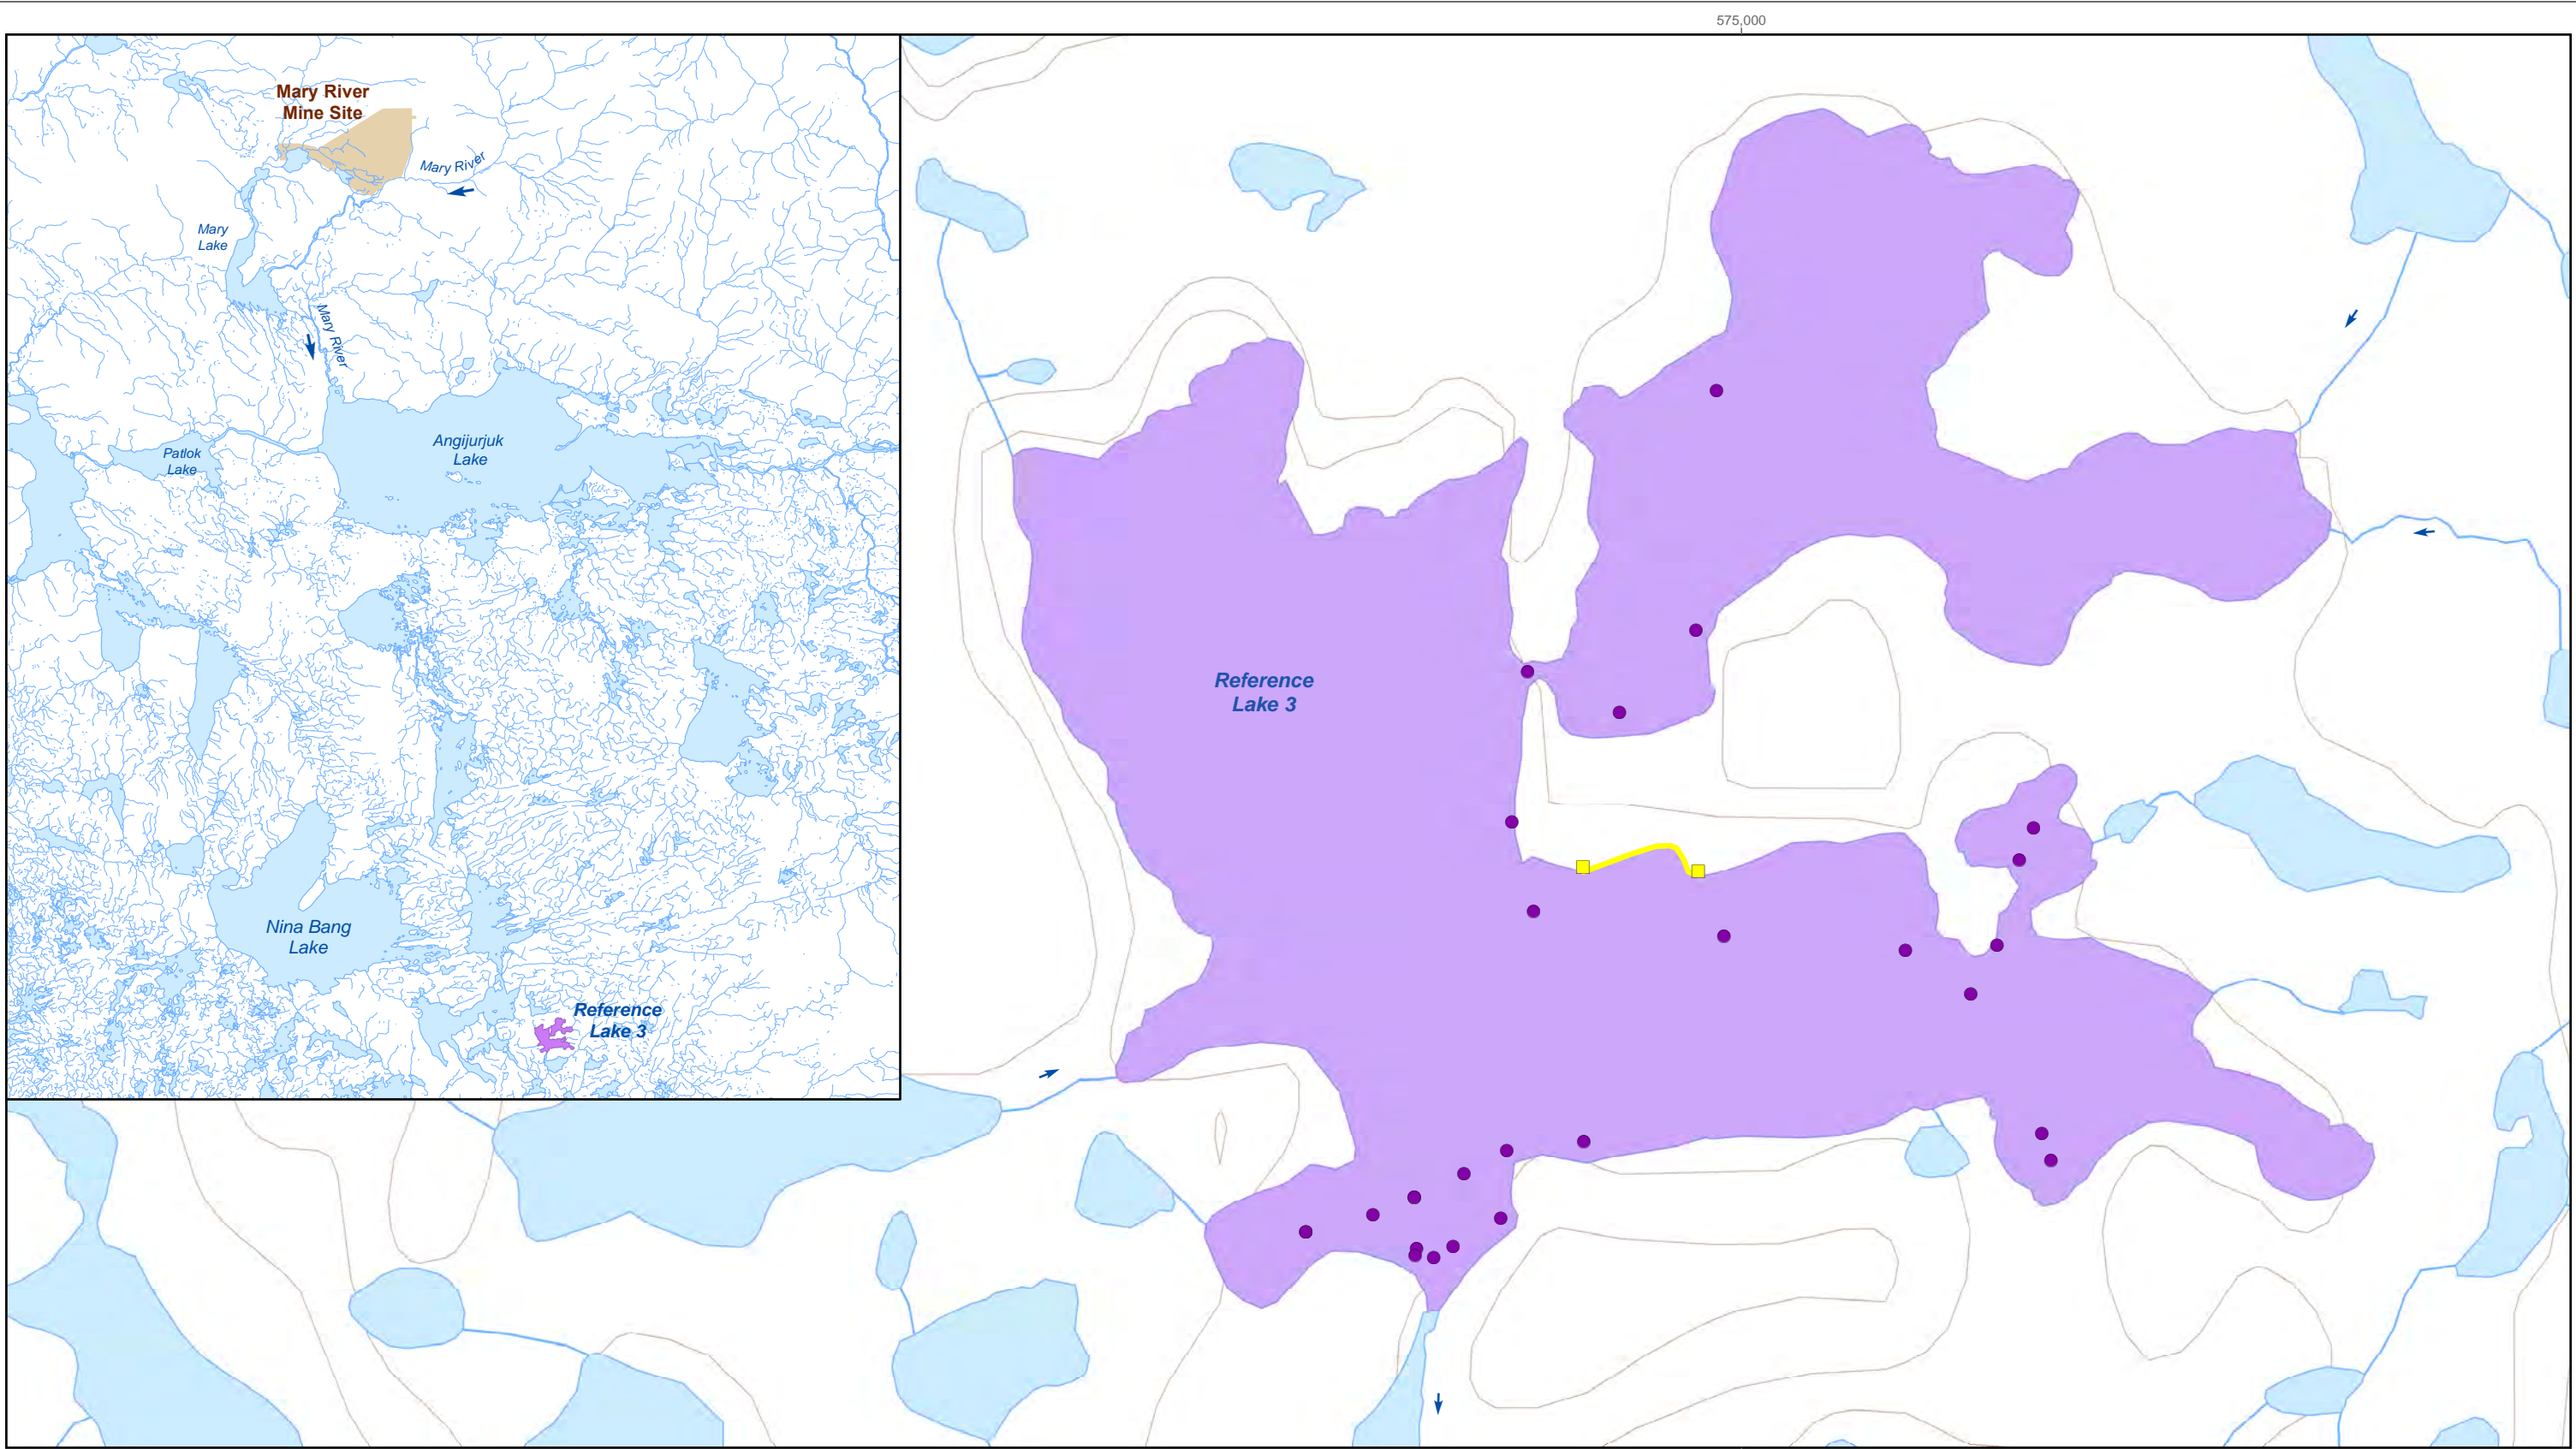 575,000
Mary River
Mine Site
Mary River
Mary
Lake
Mary River
Angijurjuk
Lake
Patlok
Lake
Reference
Lake 3
Nina Bang
Lake
Reference
Lake 3